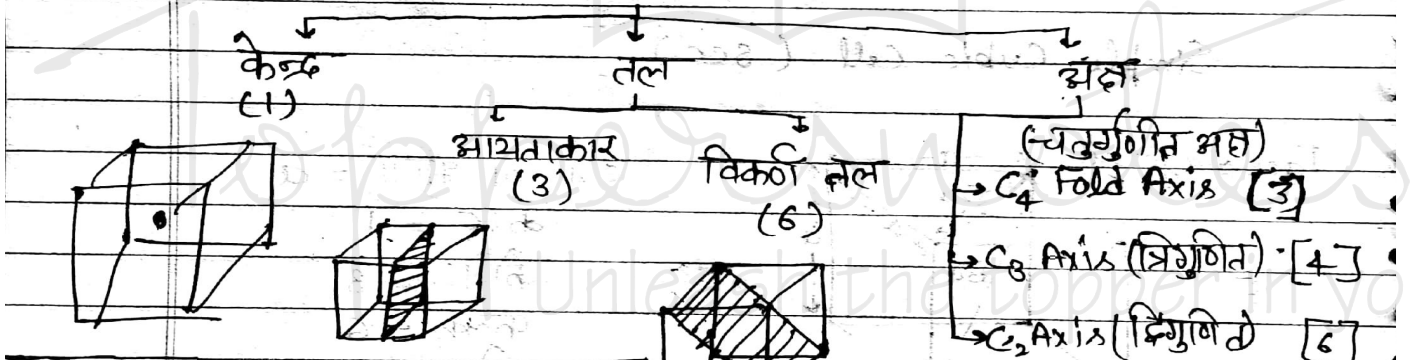 केन्द्र तल अक्ष
(1)
आयताकार
(3)
विकर्ण तल
(6)
(चतुर्गुणित अक्ष)
→ C₄ Fold Axis [3]
→ C₃ Axis (त्रिगुणित) [4]
→ C₂ Axis (द्विगुणित) [6]